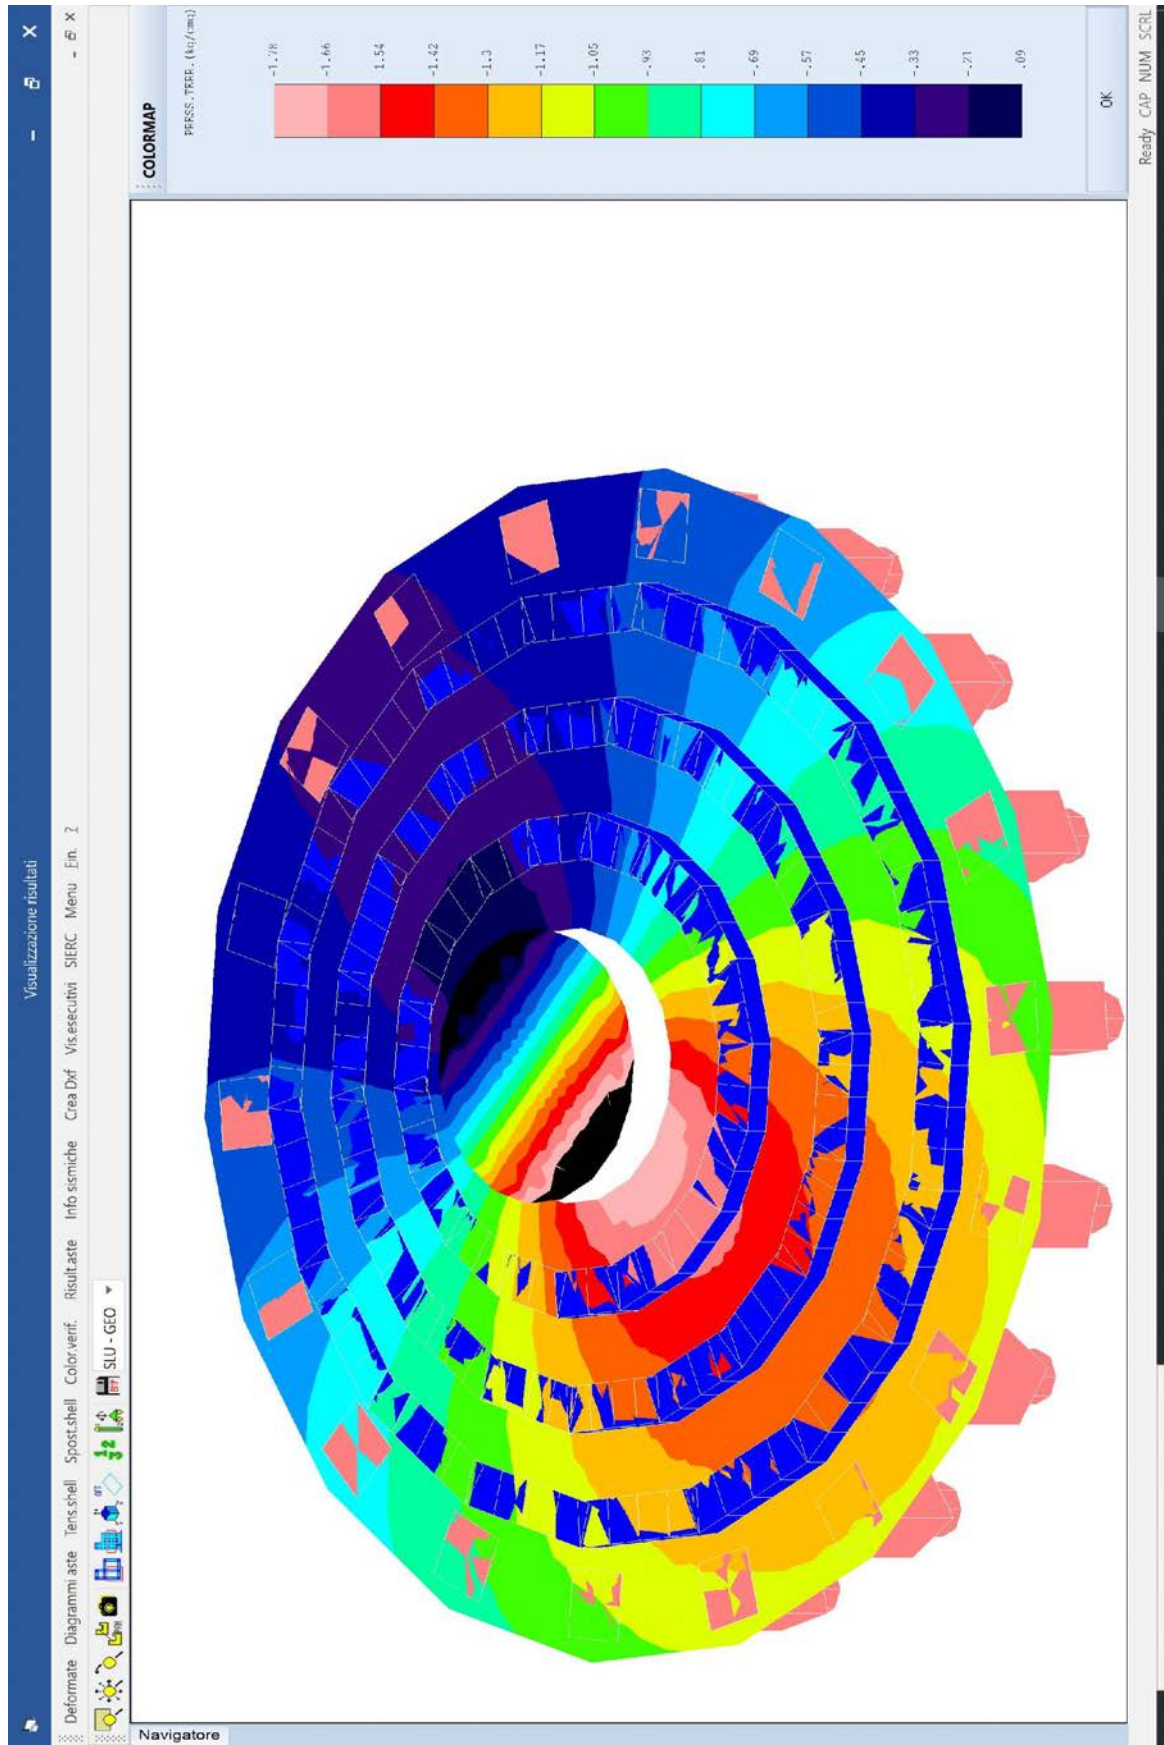 Visualizzazione risultati
Deformate Diagrammi aste Tens.shell Spost.shell Color.verif. Risult.aste Info sismiche Crea Dxf Vis.esecutivi SIERC Menu Fin. ?
SLU - GEO
Navigatore
COLORMAP
PRESS.TERR.(kg/cmq)
-1.78
-1.66
1.54
-1.42
-1.3
-1.17
-1.05
-.93
.81
-.69
-.57
-.45
-.33
-.21
.09
OK
Ready CAP NUM SCRL